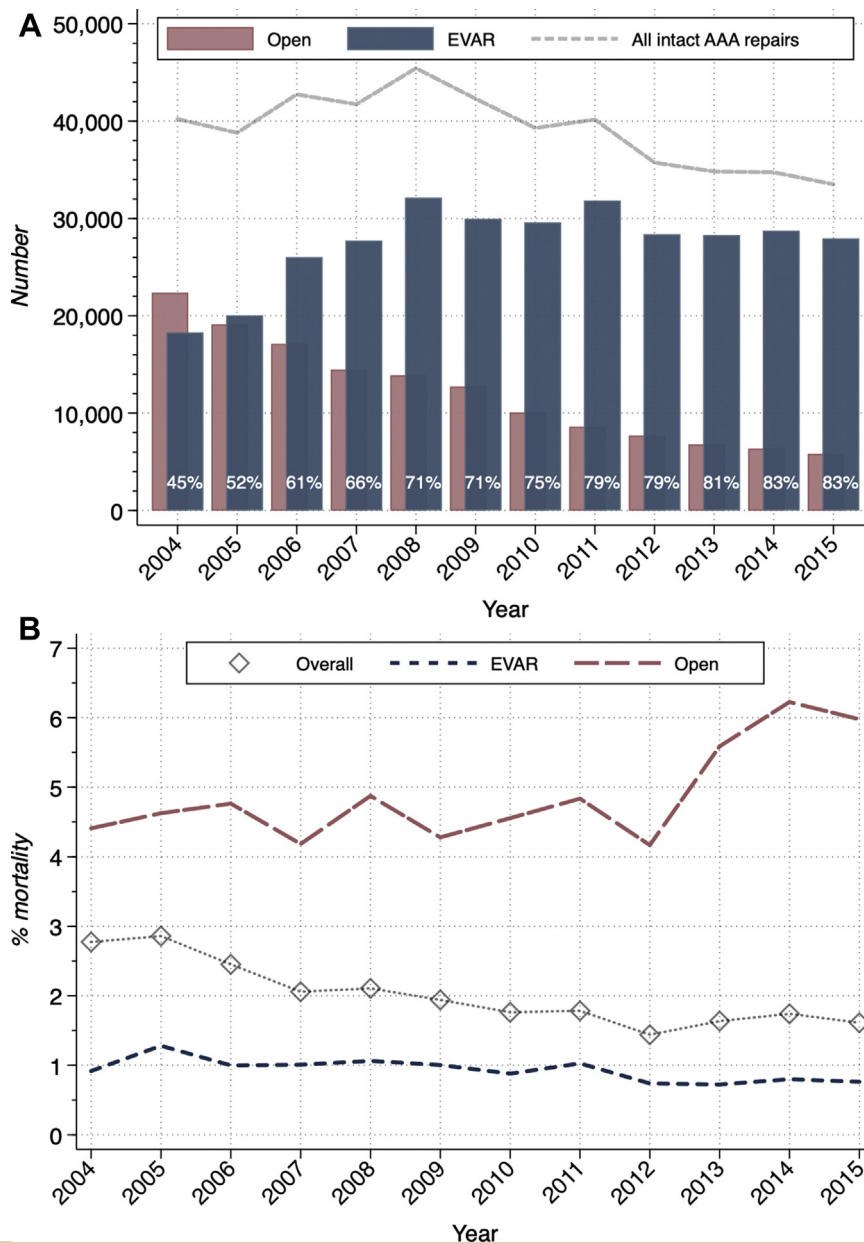 A
Open EVAR All intact AAA repairs
50,000
40,000
30,000
20,000
10,000
0
Number
45% 52% 61% 66% 71% 71% 75% 79% 79% 81% 83% 83%
2004 2005 2006 2007 2008 2009 2010 2011 2012 2013 2014 2015
Year
B
Overall EVAR Open
7
6
5
4
3
2
1
0
% mortality
2004 2005 2006 2007 2008 2009 2010 2011 2012 2013 2014 2015
Year